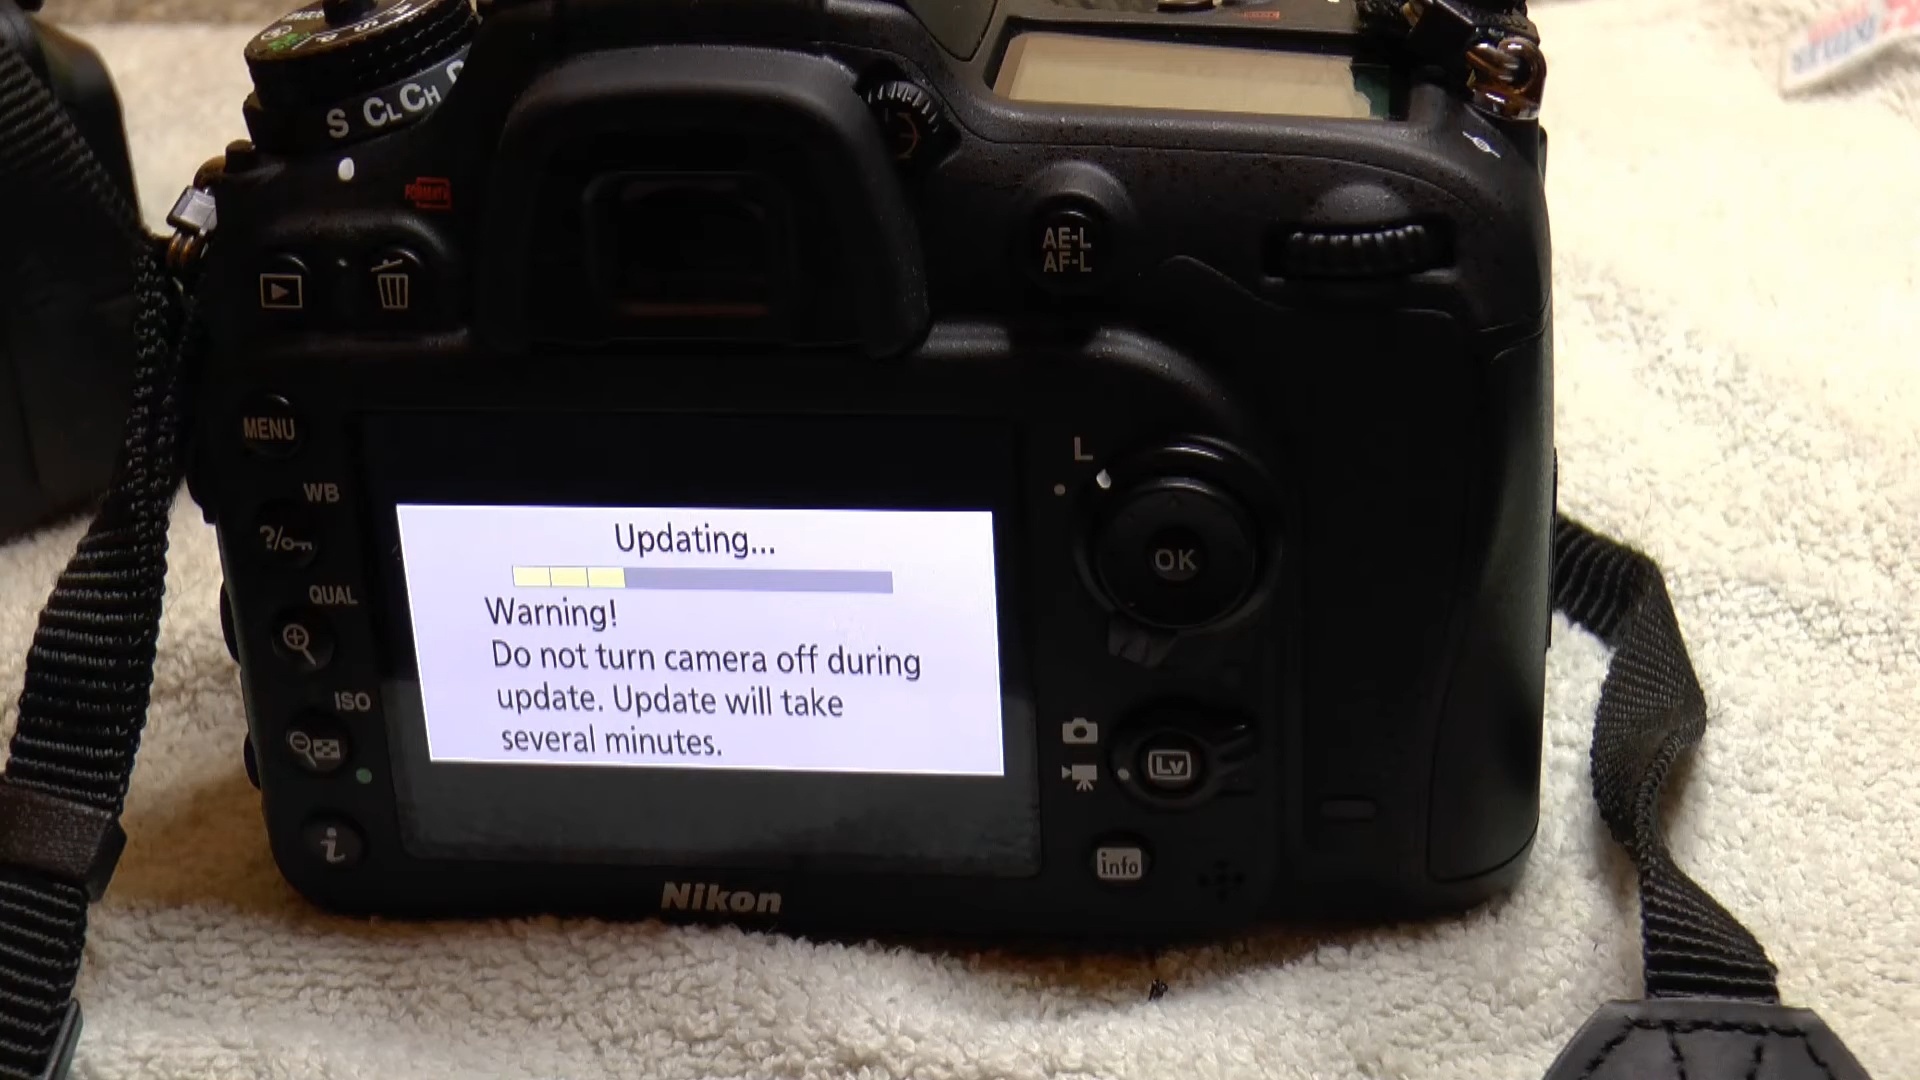 S CL CH
FORMAT
AE-L
AF-L
MENU
WB
?/
QUAL
ISO
i
L
OK
Lv
info
Updating...
Warning!
Do not turn camera off during
update. Update will take
several minutes.
Nikon